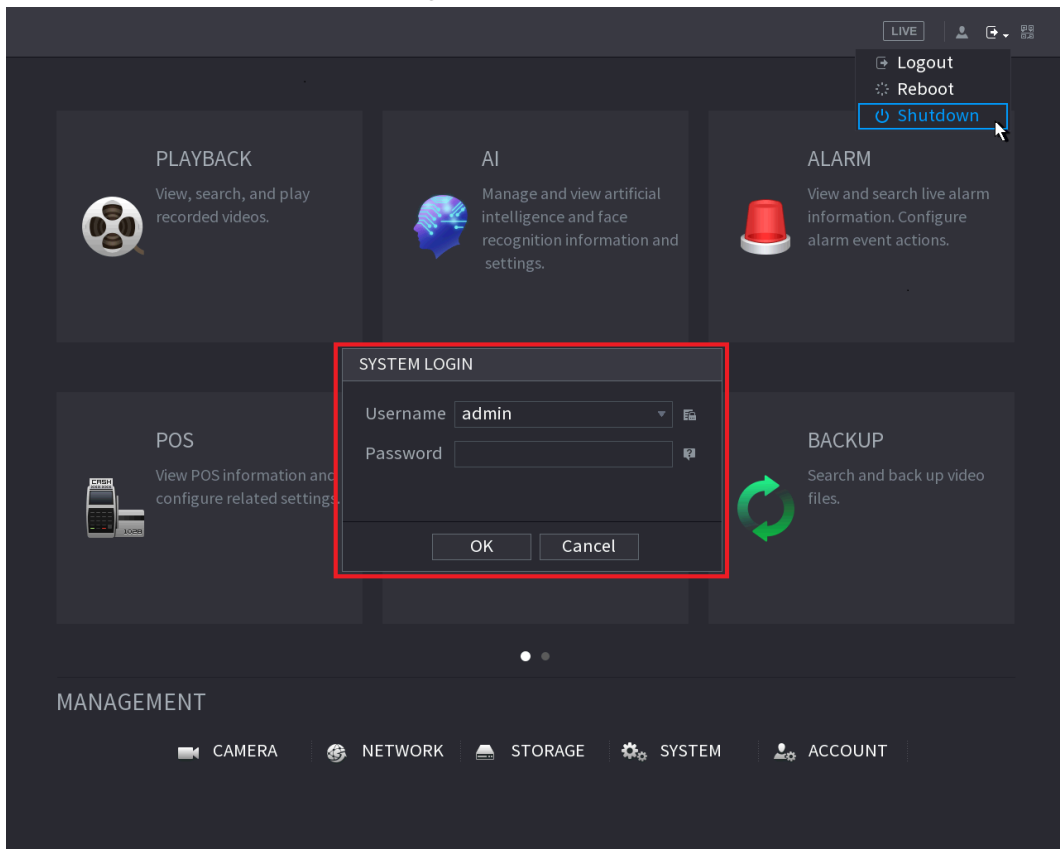 LIVE
Logout
Reboot
Shutdown
PLAYBACK
View, search, and play
recorded videos.
AI
Manage and view artificial
intelligence and face
recognition information and
settings.
ALARM
View and search live alarm
information. Configure
alarm event actions.
SYSTEM LOGIN
Username admin
Password
OK Cancel
POS
View POS information and
configure related settings.
CASH
1028
BACKUP
Search and back up video
files.
MANAGEMENT
CAMERA NETWORK STORAGE SYSTEM ACCOUNT